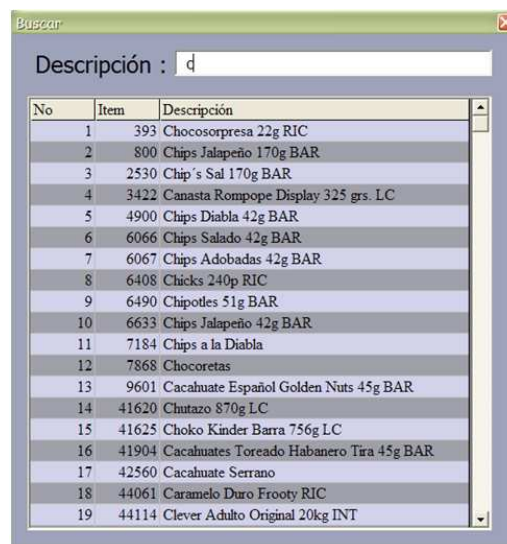 Buscar
Descripción : c
No Item Descripción
1 393 Chocosorpresa 22g RIC
2 800 Chips Jalapeño 170g BAR
3 2530 Chip´s Sal 170g BAR
4 3422 Canasta Rompope Display 325 grs. LC
5 4900 Chips Diabla 42g BAR
6 6066 Chips Salado 42g BAR
7 6067 Chips Adobadas 42g BAR
8 6408 Chicks 240p RIC
9 6490 Chipotles 51g BAR
10 6633 Chips Jalapeño 42g BAR
11 7184 Chips a la Diabla
12 7868 Chocoretas
13 9601 Cacahuate Español Golden Nuts 45g BAR
14 41620 Chutazo 870g LC
15 41625 Choko Kinder Barra 756g LC
16 41904 Cacahuates Toreado Habanero Tira 45g BAR
17 42560 Cacahuate Serrano
18 44061 Caramelo Duro Frooty RIC
19 44114 Clever Adulto Original 20kg INT